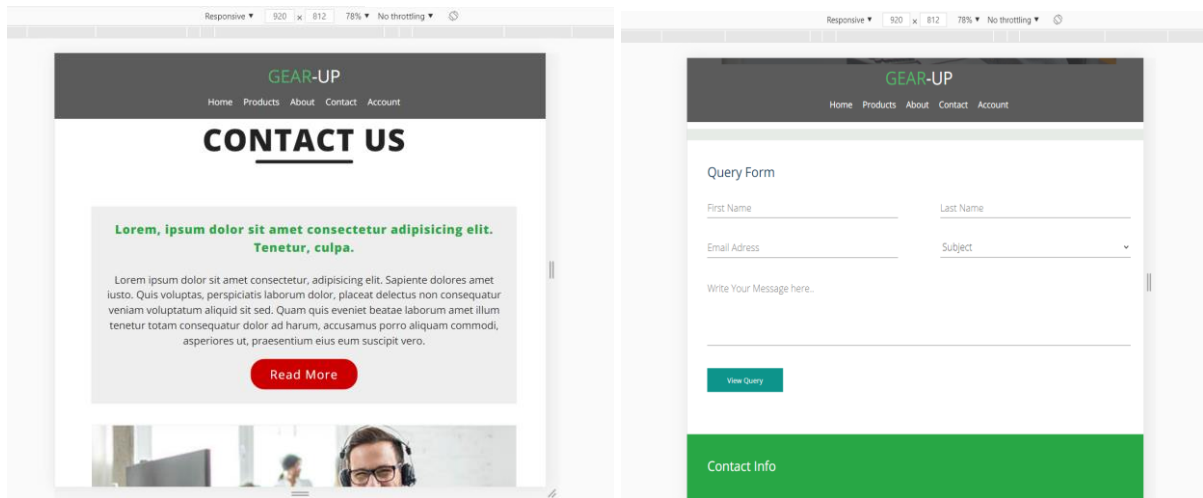 Responsive ▼ 920 x 812 78% ▼ No throttling ▼
GEAR-UP
Home Products About Contact Account
CONTACT US
Lorem, ipsum dolor sit amet consectetur adipisicing elit.
Tenetur, culpa.
Lorem ipsum dolor sit amet consectetur, adipisicing elit. Sapiente dolores amet
iusto. Quis voluptas, perspiciatis laborum dolor, placeat delectus non consequatur
veniam voluptatum aliquid sit sed. Quam quis eveniet beatae laborum amet illum
tenetur totam consequatur dolor ad harum, accusamus porro aliquam commodi,
asperiores ut, praesentium eius eum suscipit vero.
Read More
Responsive ▼ 920 x 812 78% ▼ No throttling ▼
GEAR-UP
Home Products About Contact Account
Query Form
First Name Last Name
Email Adress Subject
Write Your Message here..
View Query
Contact Info